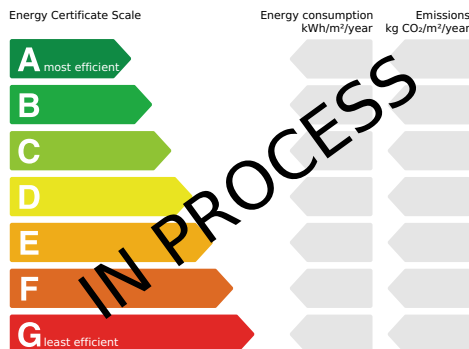 Energy Certificate Scale
Energy consumption
kWh/m²/year
Emissions
kg CO₂/m²/year
A most efficient
B
C
D
E
F
G least efficient
IN PROCESS